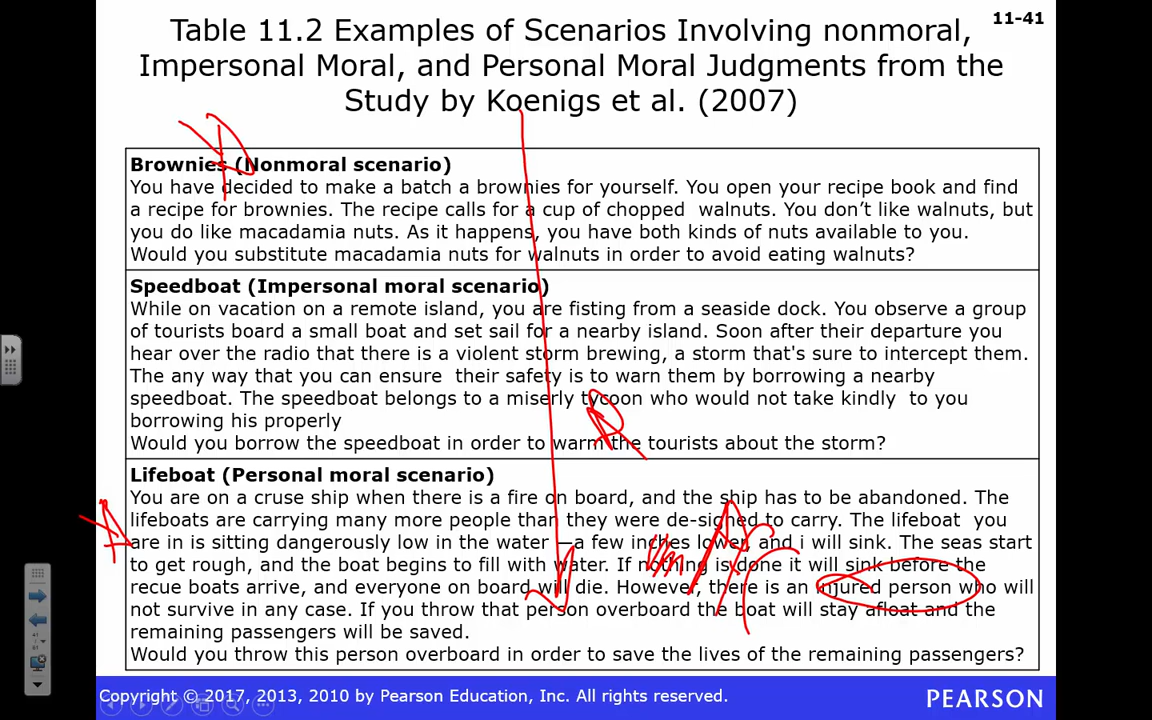 11-41
Table 11.2 Examples of Scenarios Involving nonmoral,
Impersonal Moral, and Personal Moral Judgments from the
Study by Koenigs et al. (2007)
Brownies (Nonmoral scenario)
You have decided to make a batch a brownies for yourself. You open your recipe book and find
a recipe for brownies. The recipe calls for a cup of chopped walnuts. You don’t like walnuts, but
you do like macadamia nuts. As it happens, you have both kinds of nuts available to you.
Would you substitute macadamia nuts for walnuts in order to avoid eating walnuts?
Speedboat (Impersonal moral scenario)
While on vacation on a remote island, you are fisting from a seaside dock. You observe a group
of tourists board a small boat and set sail for a nearby island. Soon after their departure you
hear over the radio that there is a violent storm brewing, a storm that's sure to intercept them.
The any way that you can ensure their safety is to warn them by borrowing a nearby
speedboat. The speedboat belongs to a miserly tycoon who would not take kindly to you
borrowing his properly
Would you borrow the speedboat in order to warn the tourists about the storm?
Lifeboat (Personal moral scenario)
You are on a cruse ship when there is a fire on board, and the ship has to be abandoned. The
lifeboats are carrying many more people than they were de-signed to carry. The lifeboat you
are in is sitting dangerously low in the water —a few inches lower, and i will sink. The seas start
to get rough, and the boat begins to fill with water. If nothing is done it will sink before the
recue boats arrive, and everyone on board will die. However, there is an injured person who will
not survive in any case. If you throw that person overboard the boat will stay afloat and the
remaining passengers will be saved.
Would you throw this person overboard in order to save the lives of the remaining passengers?
Copyright © 2017, 2013, 2010 by Pearson Education, Inc. All rights reserved.
PEARSON